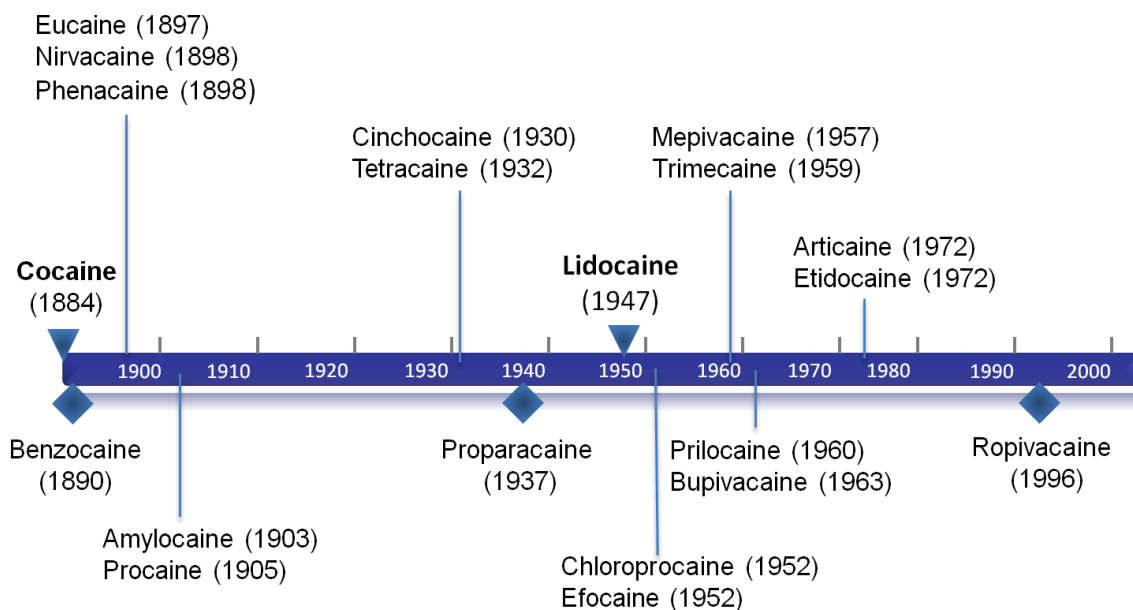 Eucaine (1897)
Nirvacaine (1898)
Phenacaine (1898)
Cinchocaine (1930)
Tetracaine (1932)
Mepivacaine (1957)
Trimecaine (1959)
Articaine (1972)
Etidocaine (1972)
Cocaine
(1884)
Lidocaine
(1947)
1900 1910 1920 1930 1940 1950 1960 1970 1980 1990 2000
Benzocaine
(1890)
Proparacaine
(1937)
Prilocaine (1960)
Bupivacaine (1963)
Ropivacaine
(1996)
Amylocaine (1903)
Procaine (1905)
Chloroprocaine (1952)
Efocaine (1952)